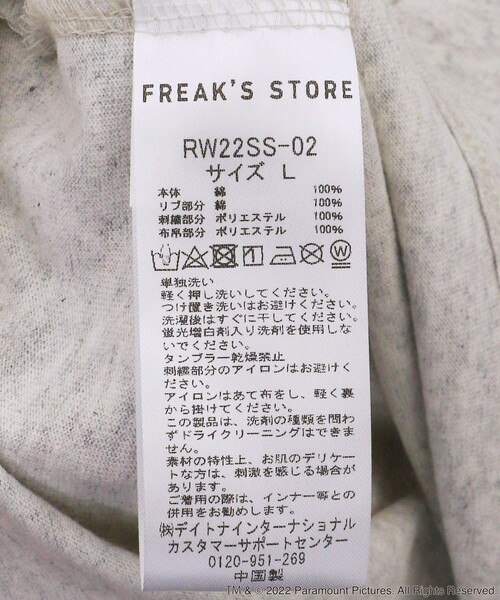 FREAK'S STORE
RW22SS-02
サイズ L
本体 綿 100%
リブ部分 綿 100%
刺繍部分 ポリエステル 100%
布帛部分 ポリエステル 100%
W
単独洗い
軽く押し洗いしてください。
つけ置き洗いはお避けください。
洗濯後はすぐに干してください。
蛍光増白剤入り洗剤を使用しな
いでください。
タンブラー乾燥禁止
刺繍部分のアイロンはお避けく
ださい。
アイロンはあて布をし、軽く裏
から掛けてください。
この製品は、洗剤の種類を問わ
ずドライクリーニングはできま
せん。
素材の特性上、お肌のデリケー
トな方は、刺激を感じる場合が
あります。
ご着用の際は、インナー等との
併用をお勧めします。
㈱デイトナインターナショナル
カスタマーサポートセンター
0120-951-269
中国製
TM & © 2022 Paramount Pictures. All Rights Reserved.